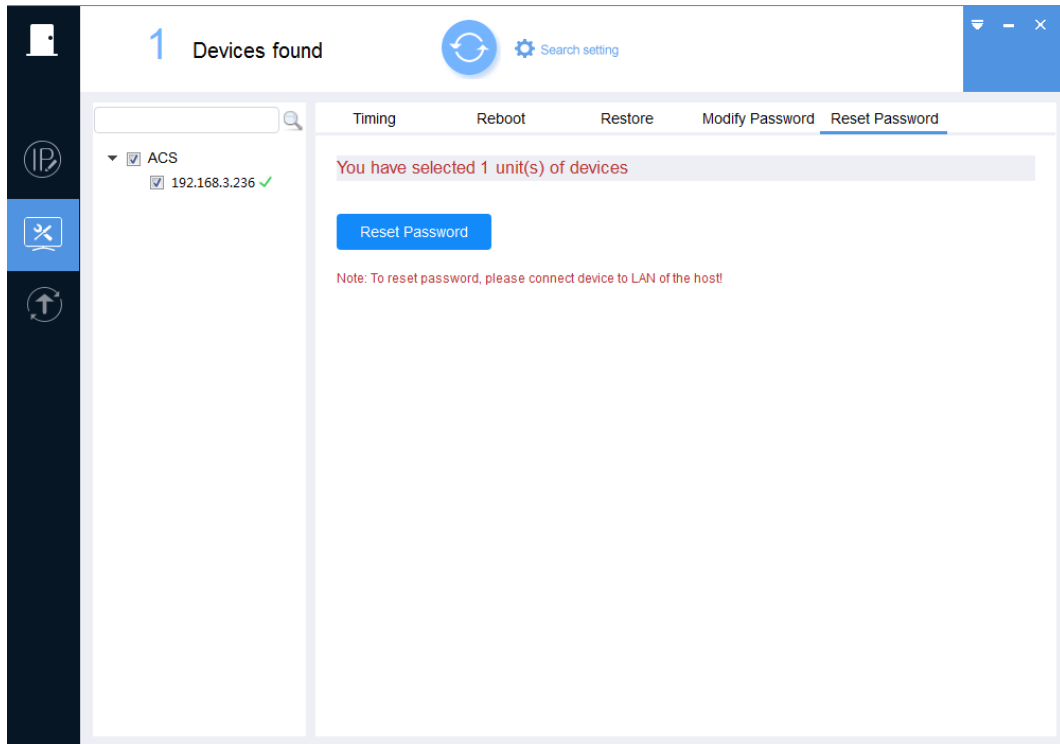 1 Devices found
Search setting
IP
Timing Reboot Restore Modify Password Reset Password
ACS
192.168.3.236
You have selected 1 unit(s) of devices
Reset Password
Note: To reset password, please connect device to LAN of the host!